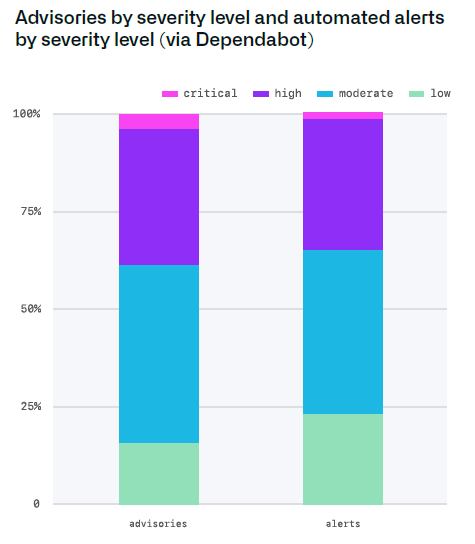 Advisories by severity level and automated alerts
by severity level (via Dependabot)
critical high moderate low
100%
75%
50%
25%
0
advisories alerts